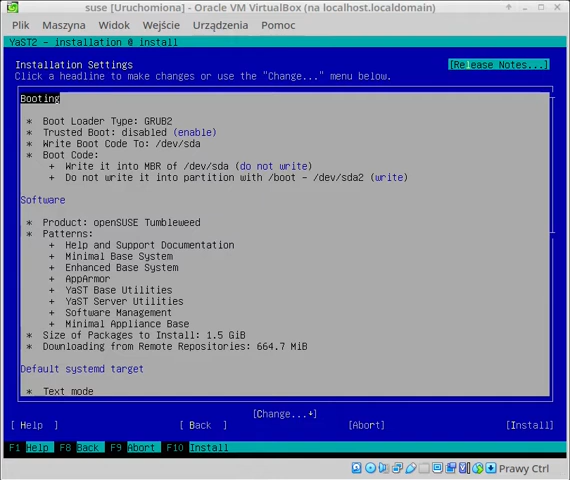 suse [Uruchomiona] - Oracle VM VirtualBox (na localhost.localdomain)
Plik Maszyna Widok Wejście Urządzenia Pomoc
YaST2 - installation @ install
Installation Settings [Release Notes...]
Click a headline to make changes or use the "Change..." menu below.
Booting
* Boot Loader Type: GRUB2
* Trusted Boot: disabled (enable)
* Write Boot Code To: /dev/sda
* Boot Code:
+ Write it into MBR of /dev/sda (do not write)
+ Do not write it into partition with /boot - /dev/sda2 (write)
Software
* Product: openSUSE Tumbleweed
* Patterns:
+ Help and Support Documentation
+ Minimal Base System
+ Enhanced Base System
+ AppArmor
+ YaST Base Utilities
+ YaST Server Utilities
+ Software Management
+ Minimal Appliance Base
* Size of Packages to Install: 1.5 GiB
* Downloading from Remote Repositories: 664.7 MiB
Default systemd target
* Text mode
[Change...↓]
[ Help ] [ Back ] [Abort] [Install]
F1 Help F8 Back F9 Abort F10 Install
Prawy Ctrl